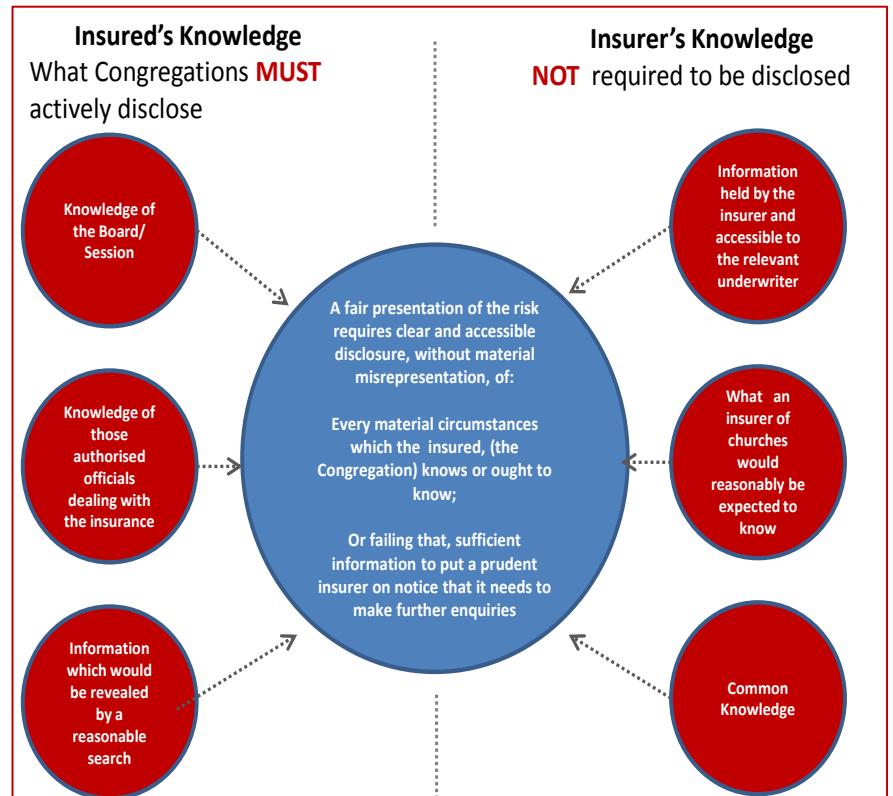 Insured’s Knowledge
What Congregations MUST
actively disclose
Insurer’s Knowledge
NOT required to be disclosed
Knowledge of
the Board/
Session
Knowledge of
those
authorised
officials
dealing with
the insurance
Information
which would
be revealed
by a
reasonable
search
A fair presentation of the risk
requires clear and accessible
disclosure, without material
misrepresentation, of:
Every material circumstances
which the insured, (the
Congregation) knows or ought to
know;
Or failing that, sufficient
information to put a prudent
insurer on notice that it needs to
make further enquiries
Information
held by the
insurer and
accessible to
the relevant
underwriter
What an
insurer of
churches
would
reasonably be
expected to
know
Common
Knowledge